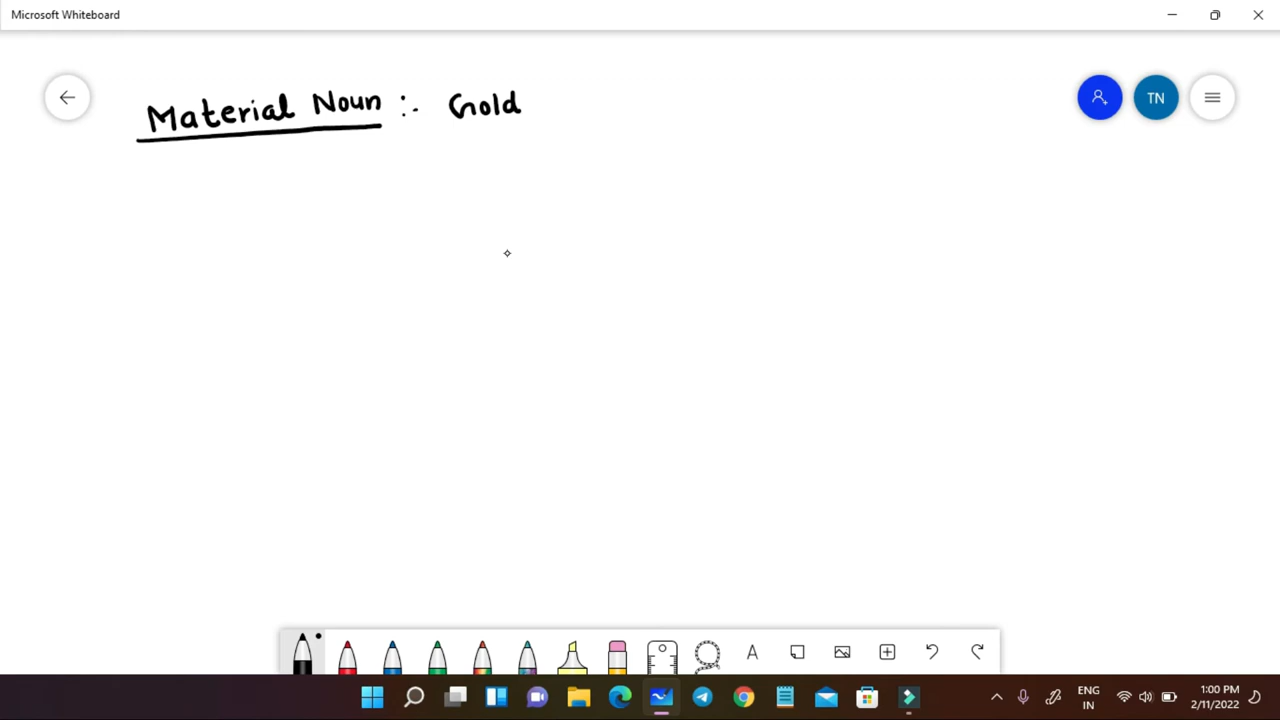 Microsoft Whiteboard
Material Noun :- Gold
TN
A
ENG
IN
1:00 PM
2/11/2022